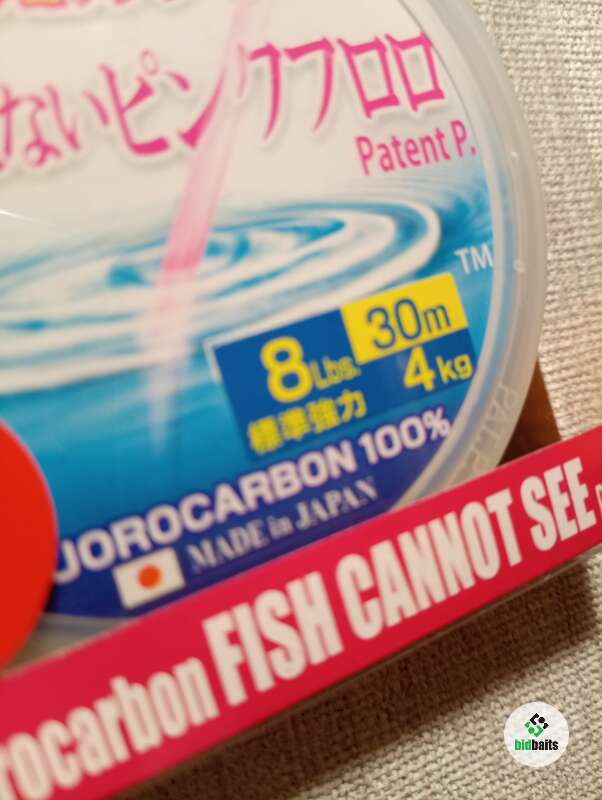 ないピンクフロロ
Patent P.
TM
30m
8Lbs.
4kg
標準強力
UOROCARBON 100%
MADE in JAPAN
rocarbon FISH CANNOT SEE
bidbaits